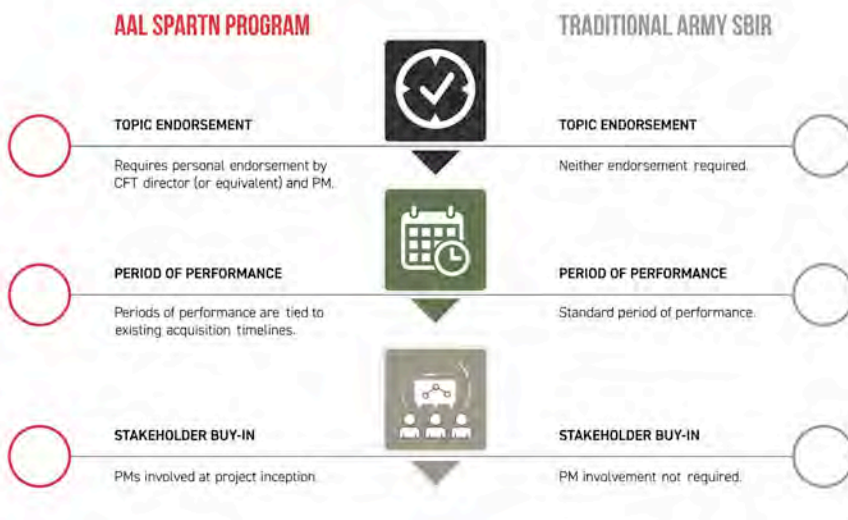 AAL SPARTN PROGRAM
TRADITIONAL ARMY SBIR
TOPIC ENDORSEMENT
Requires personal endorsement by
CFT director (or equivalent) and PM.
TOPIC ENDORSEMENT
Neither endorsement required.
PERIOD OF PERFORMANCE
Periods of performance are tied to
existing acquisition timelines.
PERIOD OF PERFORMANCE
Standard period of performance.
STAKEHOLDER BUY-IN
PMs involved at project inception
STAKEHOLDER BUY-IN
PM involvement not required.